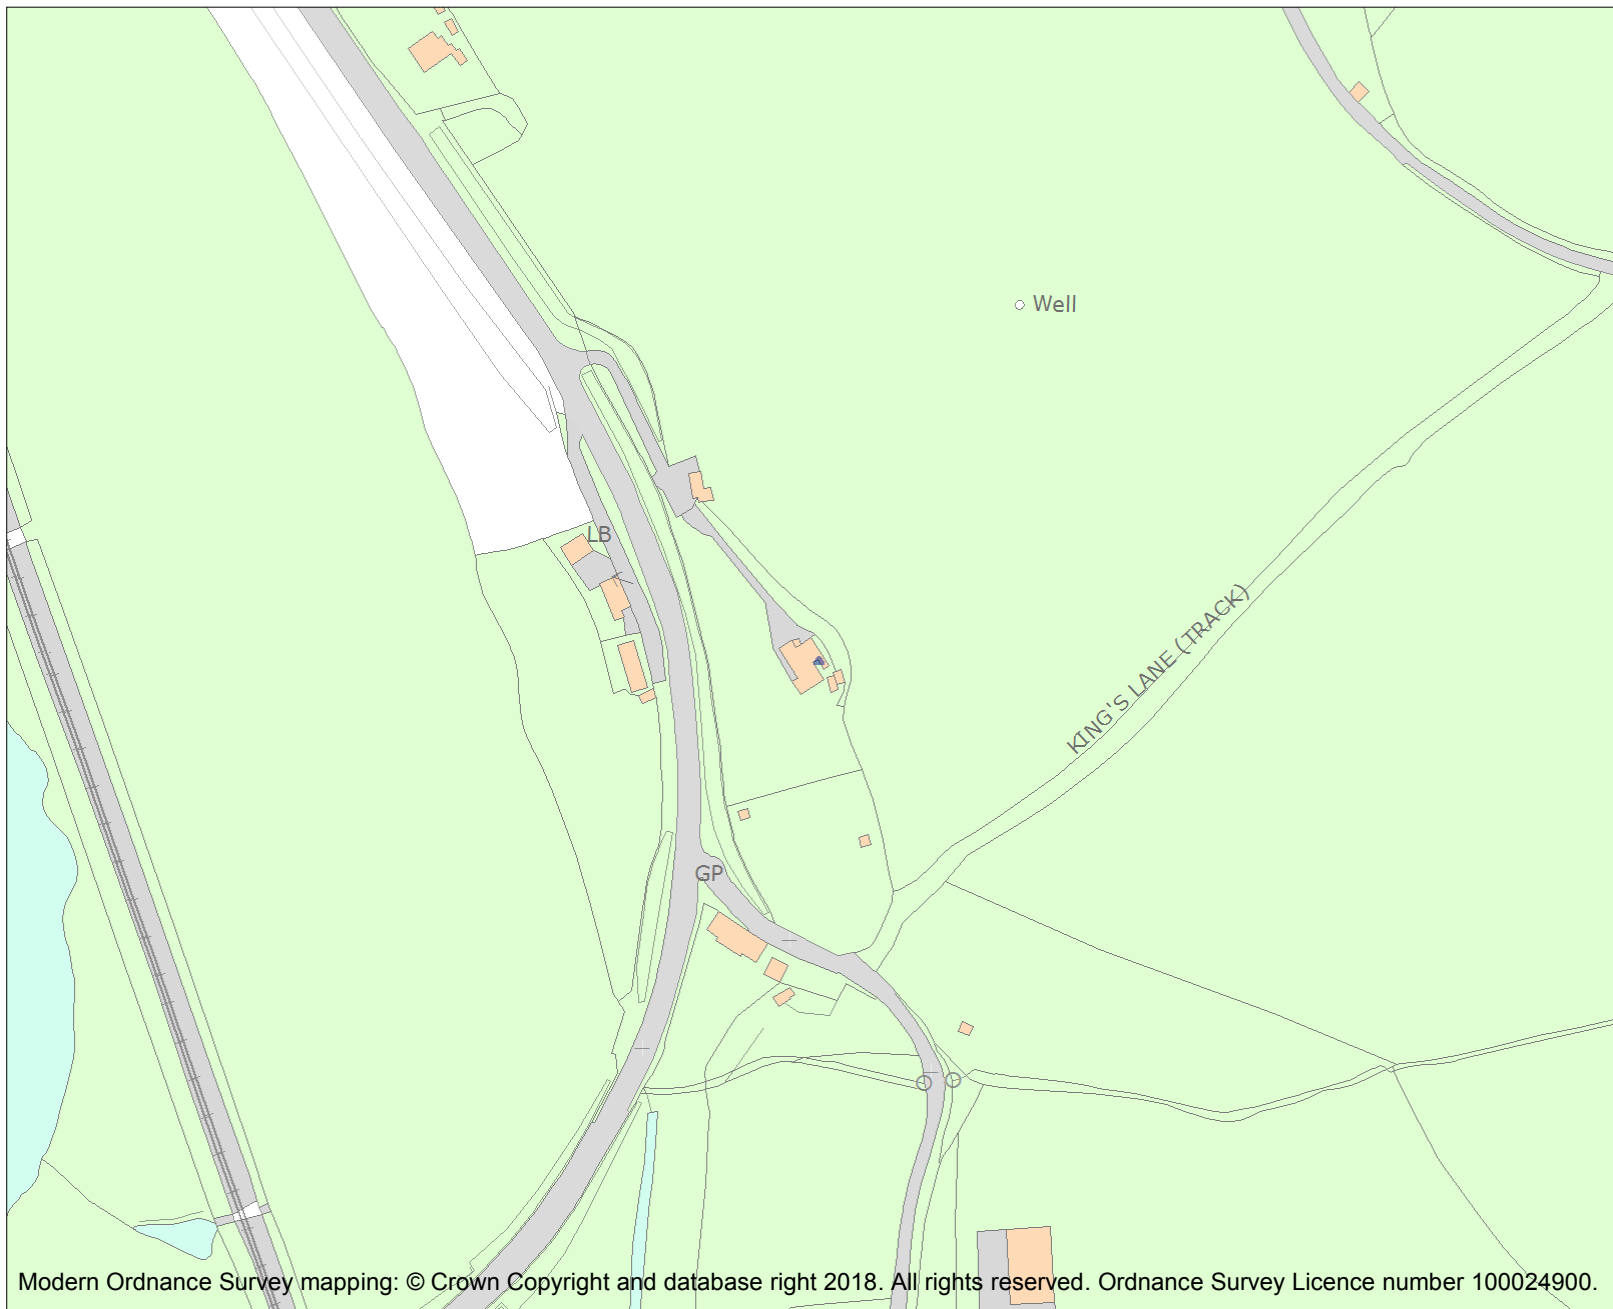 Well
LB
KING'S LANE (TRACK)
GP
Modern Ordnance Survey mapping: © Crown Copyright and database right 2018. All rights reserved. Ordnance Survey Licence number 100024900.